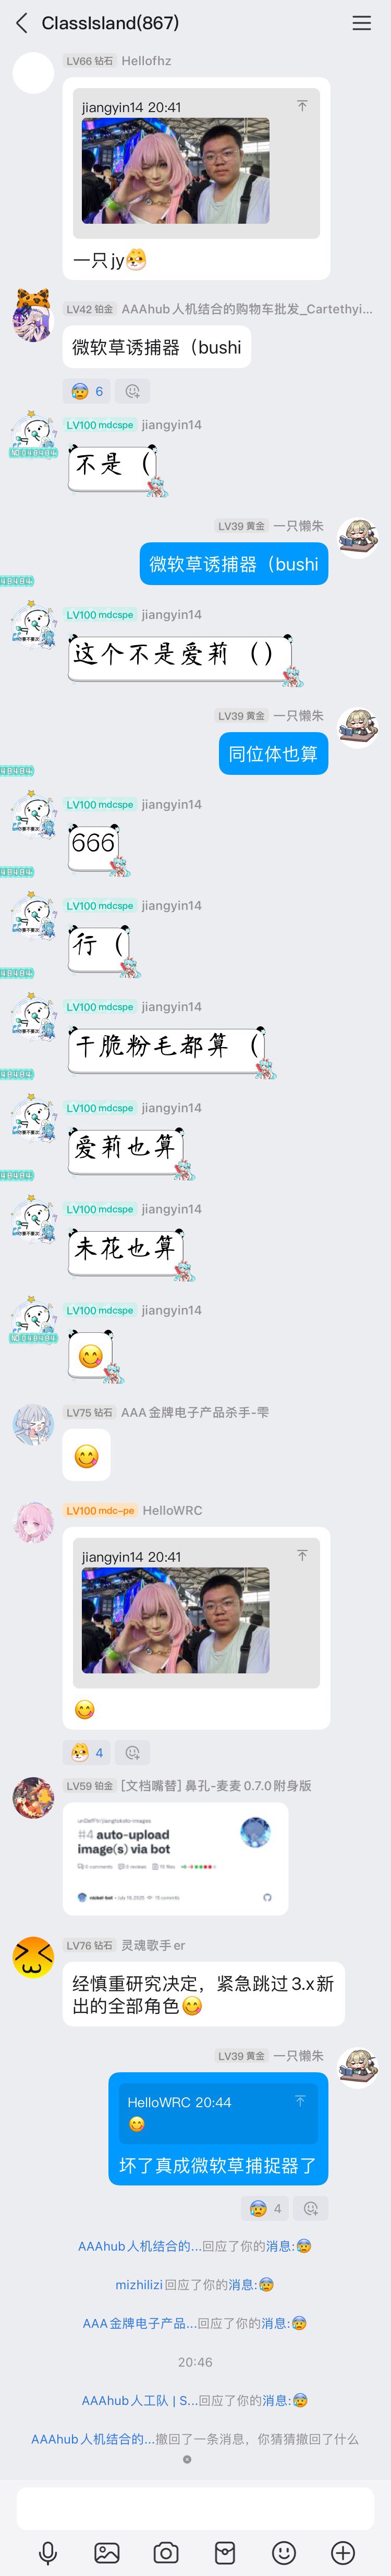 ClassIsland(867)
LV66 钻石 Hellofhz
jiangyin14 20:41
一只jy
LV42 铂金 AAAhub人机结合的购物车批发_Cartethyi...
微软草诱捕器（bushi
6
LV100 mdcspe jiangyin14
不是（
LV39 黄金 一只懒朱
微软草诱捕器（bushi
LV100 mdcspe jiangyin14
这个不是爱莉（）
LV39 黄金 一只懒朱
同位体也算
LV100 mdcspe jiangyin14
666
LV100 mdcspe jiangyin14
行（
LV100 mdcspe jiangyin14
干脆粉毛都算（
LV100 mdcspe jiangyin14
爱莉也算
LV100 mdcspe jiangyin14
未花也算
LV100 mdcspe jiangyin14
😋
LV75 钻石 AAA金牌电子产品杀手-雫
😋
LV100 mdc-pe HelloWRC
jiangyin14 20:41
😋
4
LV59 铂金 [文档嘴替] 鼻孔-麦麦0.7.0附身版
#4 auto-upload
image(s) via bot
LV76 钻石 灵魂歌手er
经慎重研究决定，紧急跳过3.x新
出的全部角色😋
LV39 黄金 一只懒朱
HelloWRC 20:44
😋
坏了真成微软草捕捉器了
4
AAAhub人机结合的...回应了你的消息:😰
mizhilizi回应了你的消息:😰
AAA金牌电子产品...回应了你的消息:😰
20:46
AAAhub人工队 | S...回应了你的消息:😰
AAAhub人机结合的...撤回了一条消息，你猜猜撤回了什么